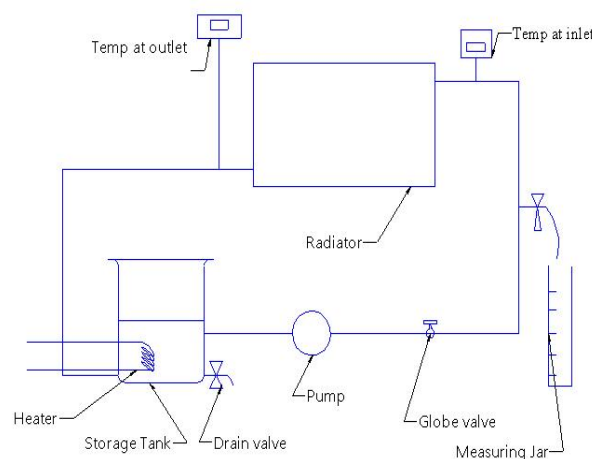 Temp at outlet
Temp at inlet
Radiator
Heater
Storage Tank
Drain valve
Pump
Globe valve
Measuring Jar